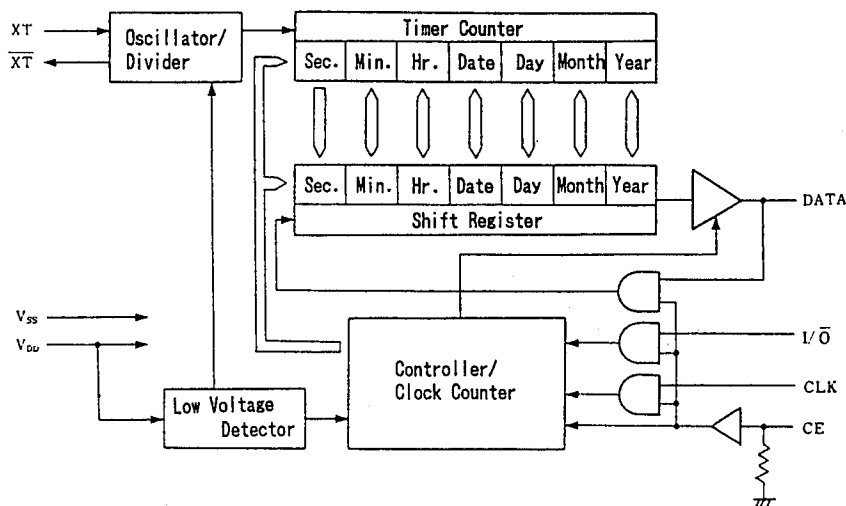 XT
X̅T̅
Oscillator/
Divider
Timer Counter
Sec. Min. Hr. Date Day Month Year
Sec. Min. Hr. Date Day Month Year
Shift Register
DATA
VSS
VDD
Controller/
Clock Counter
I/O̅
CLK
CE
Low Voltage
Detector